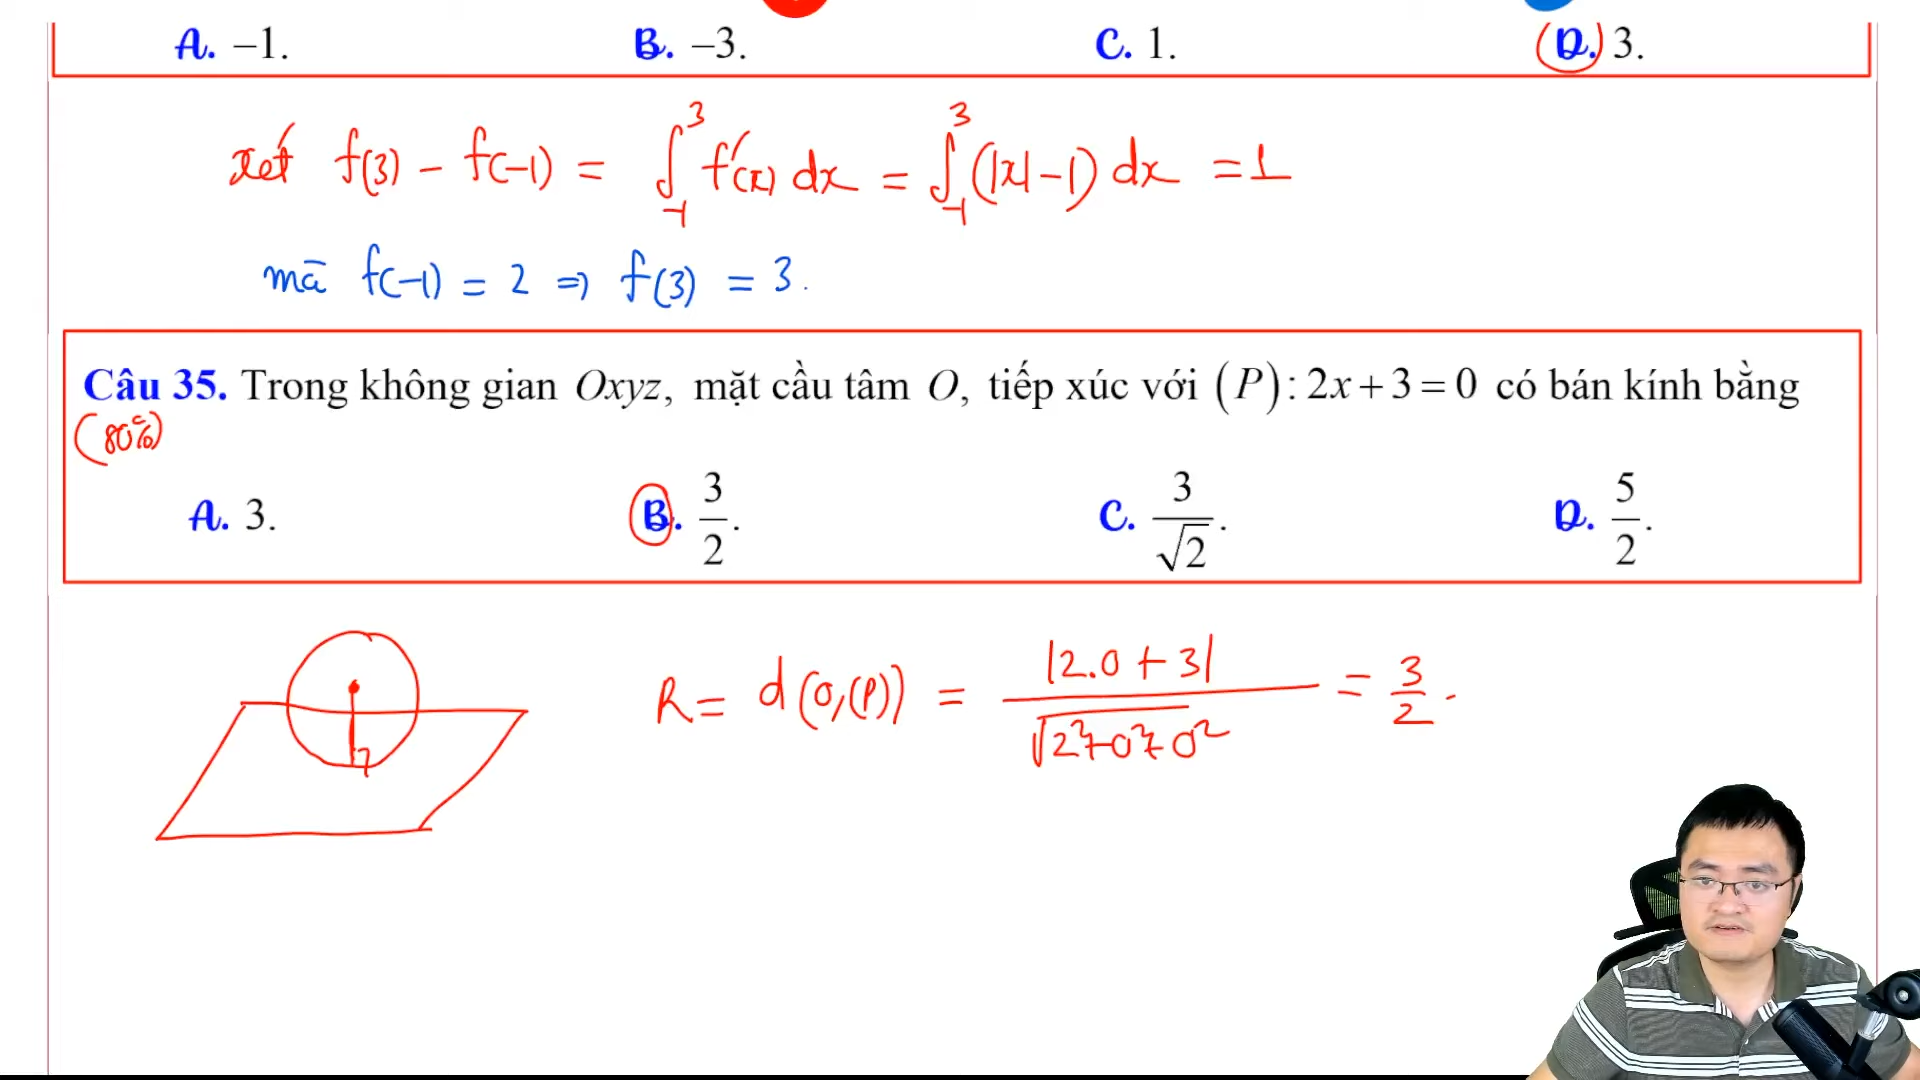 A. –1. B. –3. C. 1. D. 3.
xét f(3) – f(–1) = ∫_{-1}^{3} f'(x) dx = ∫_{-1}^{3} (|x| – 1) dx = 1
mà f(–1) = 2 ⇒ f(3) = 3.
Câu 35. Trong không gian Oxyz, mặt cầu tâm O, tiếp xúc với (P): 2x + 3 = 0 có bán kính bằng
(80%)
A. 3. B. 3/2. C. 3/√2. D. 5/2.
R = d(O,(P)) = |2.0 + 3| / √(2²+0²+0²) = 3/2.